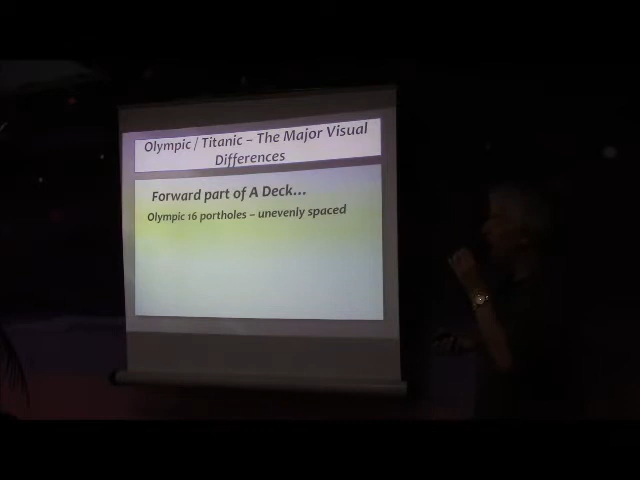 Olympic / Titanic – The Major Visual
Differences
Forward part of A Deck...
Olympic 16 portholes – unevenly spaced